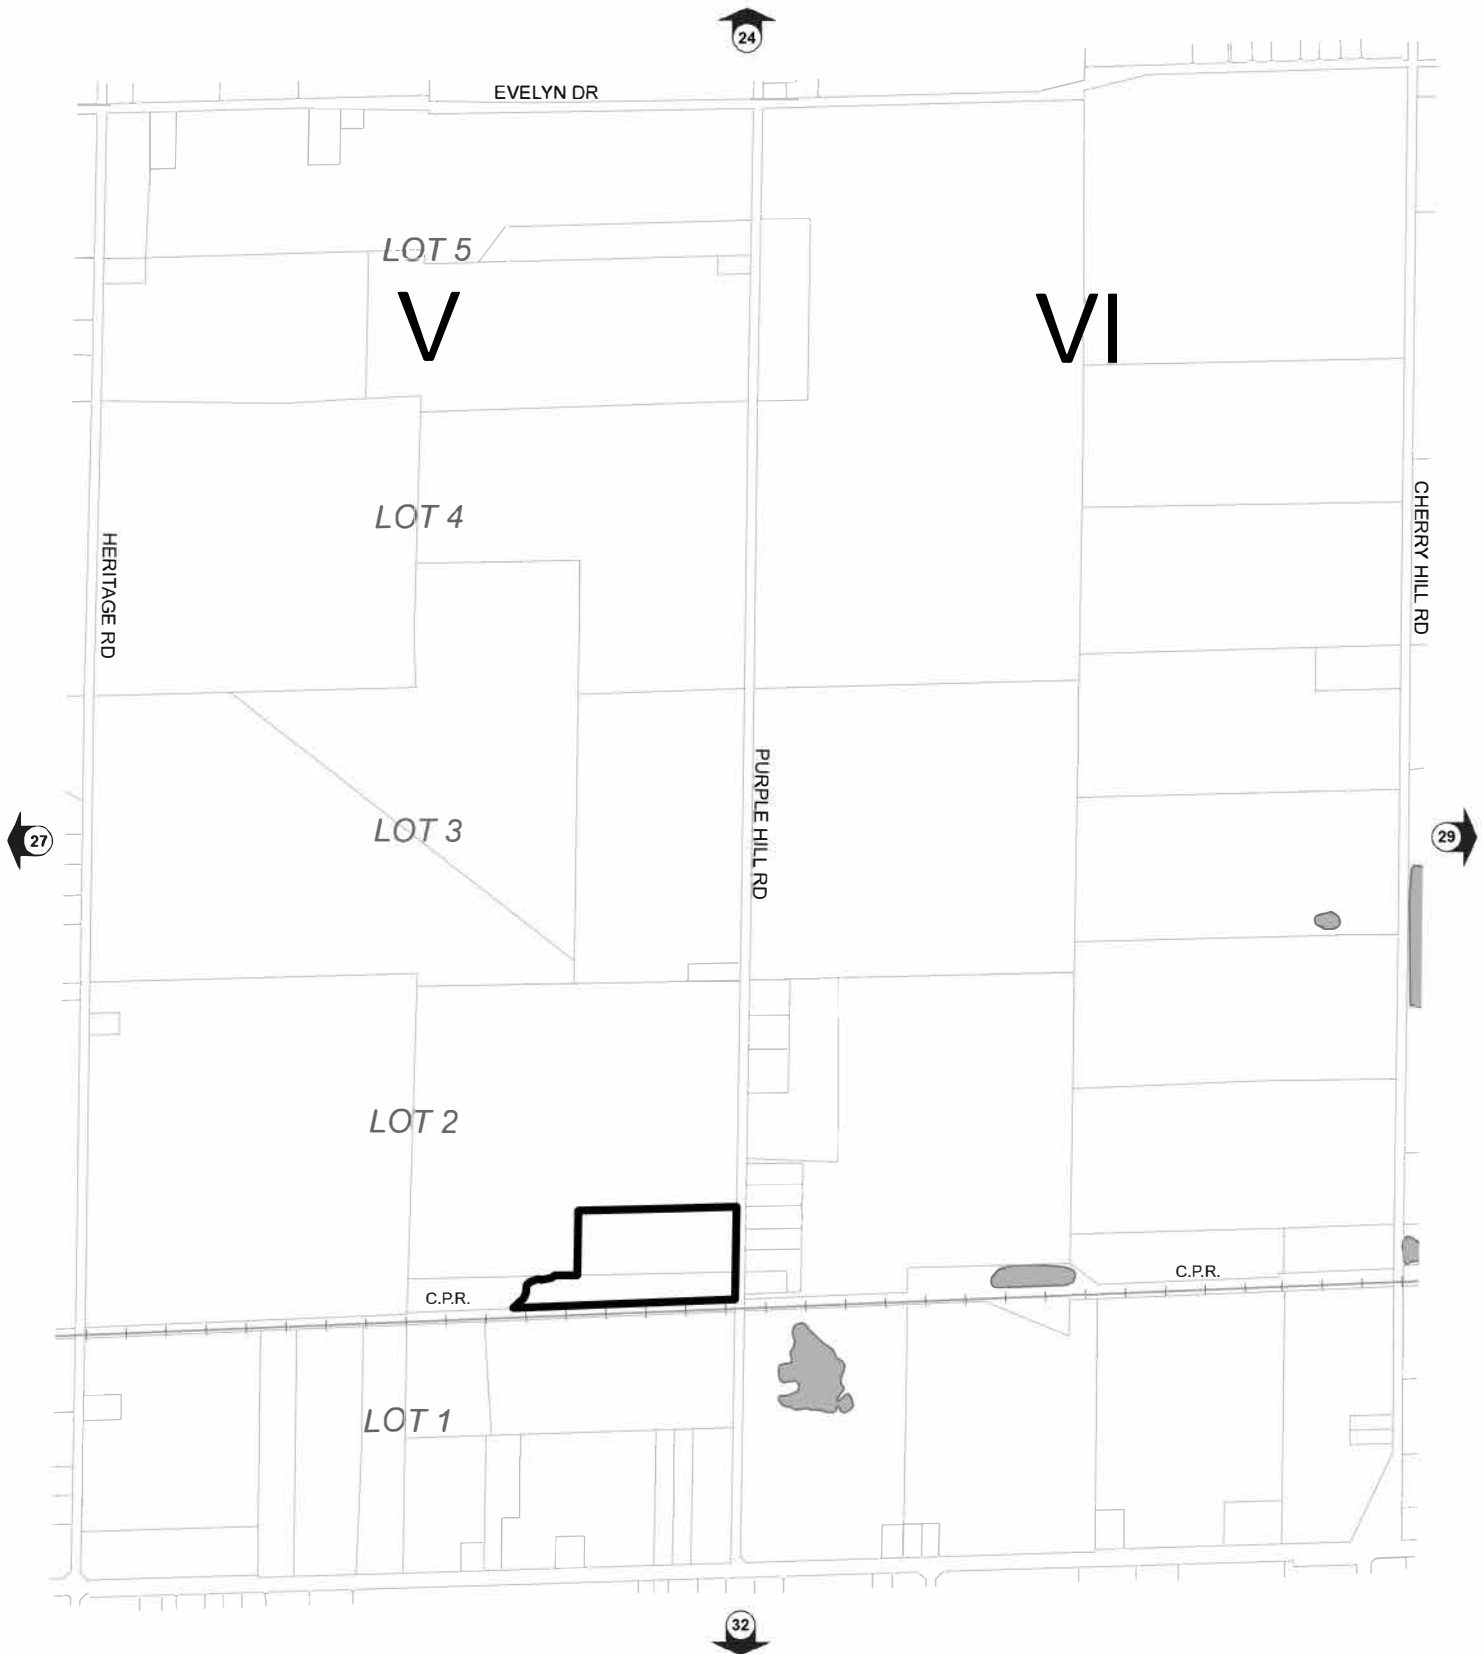 24
EVELYN DR
LOT 5
V
VI
LOT 4
CHERRY HILL RD
HERITAGE RD
PURPLE HILL RD
LOT 3
27
29
LOT 2
C.P.R.
C.P.R.
LOT 1
32